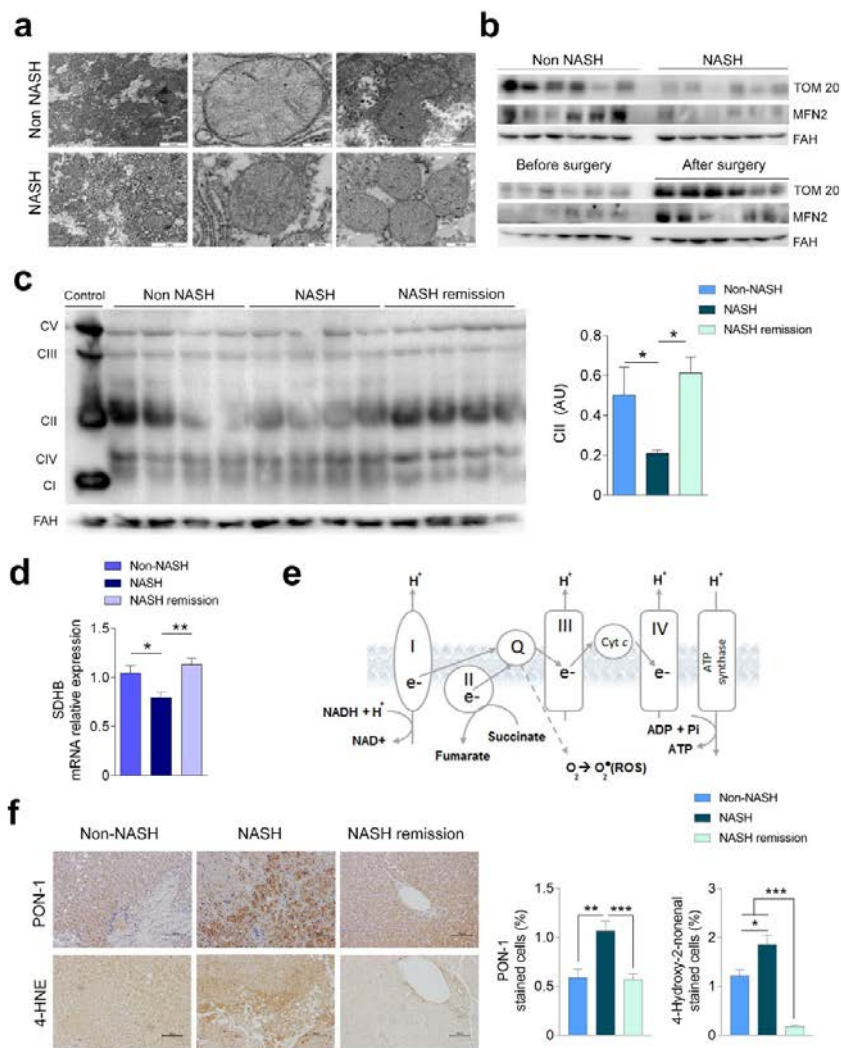 a
Non NASH
NASH
b
Non NASH NASH
TOM 20
MFN2
FAH
Before surgery After surgery
TOM 20
MFN2
FAH
c
Control Non NASH NASH NASH remission
CV
CIII
CII
CIV
CI
FAH
Non-NASH
NASH
NASH remission
CII (AU)
0.8
0.6
0.4
0.2
0
* *
d
Non-NASH
NASH
NASH remission
SDHB
mRNA relative expression
1.5
1.0
0.5
0.0
* **
e
H+ H+ H+ H+
I II Q III Cyt c IV ATP synthase
e- e- e- e-
NADH + H+
NAD+
Fumarate
Succinate
ADP + Pi
ATP
O2 → O2•(ROS)
f
Non-NASH NASH NASH remission
PON-1
4-HNE
Non-NASH
NASH
NASH remission
PON-1
stained cells (%)
1.5
1.0
0.5
0.0
** ***
4-Hydroxy-2-nonenal
stained cells (%)
3
2
1
0
***
*